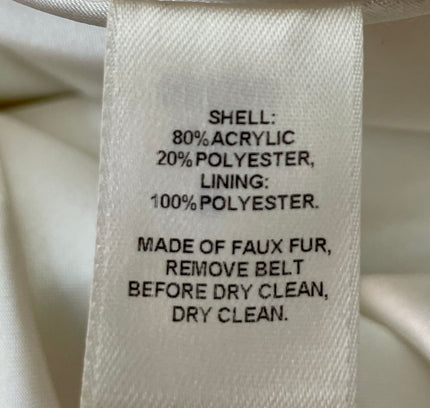 SHELL:
80%ACRYLIC
20%POLYESTER,
LINING:
100%POLYESTER.
MADE OF FAUX FUR,
REMOVE BELT
BEFORE DRY CLEAN,
DRY CLEAN.